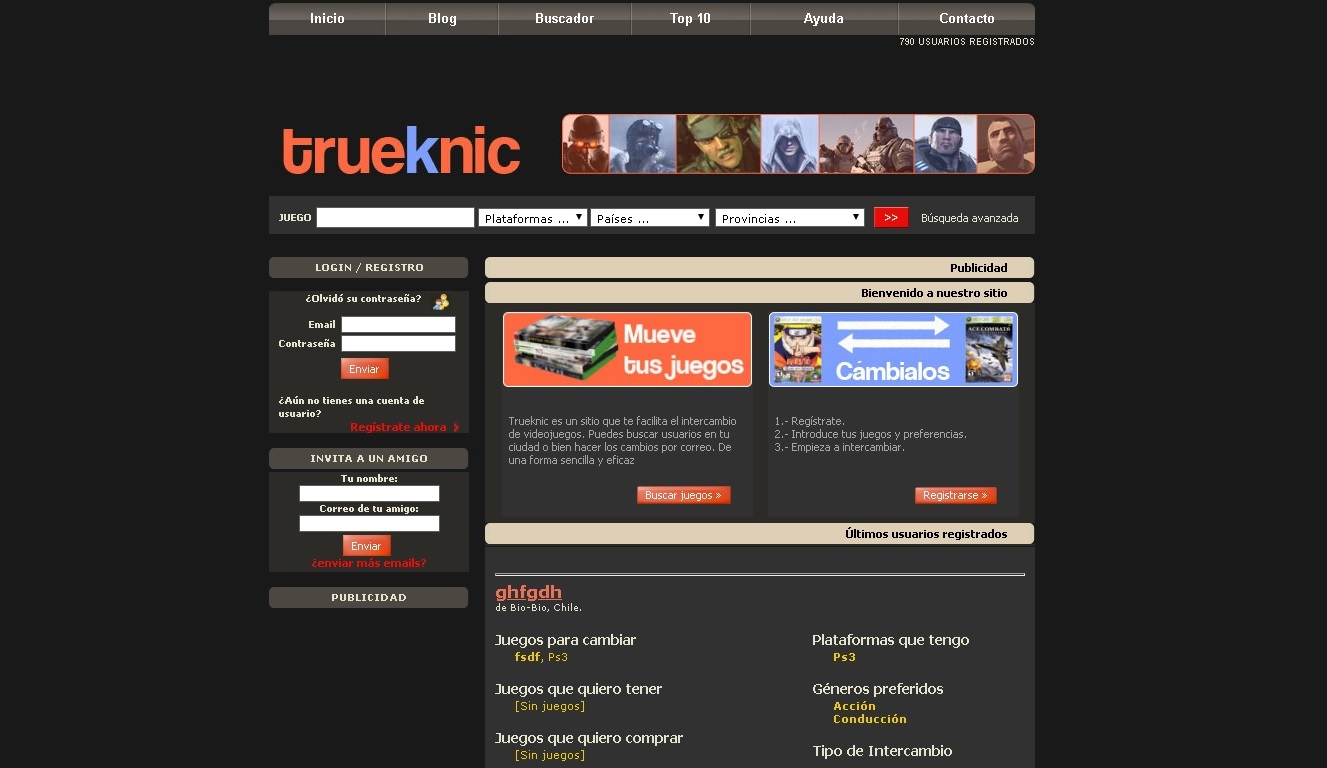 Inicio Blog Buscador Top 10 Ayuda Contacto
790 USUARIOS REGISTRADOS
trueknic
JUEGO Plataformas ... Países ... Provincias ... >> Búsqueda avanzada
LOGIN / REGISTRO
¿Olvidó su contraseña?
Email
Contraseña
Enviar
¿Aún no tienes una cuenta de
usuario?
Regístrate ahora
INVITA A UN AMIGO
Tu nombre:
Correo de tu amigo:
Enviar
¿enviar más emails?
PUBLICIDAD
Publicidad
Bienvenido a nuestro sitio
Mueve
tus juegos
Trueknic es un sitio que te facilita el intercambio
de videojuegos. Puedes buscar usuarios en tu
ciudad o bien hacer los cambios por correo. De
una forma sencilla y eficaz
Buscar juegos »
ACE COMBAT 6
Cámbialos
1.- Regístrate.
2.- Introduce tus juegos y preferencias.
3.- Empieza a intercambiar.
Registrarse »
Últimos usuarios registrados
ghfgdh
de Bio-Bio, Chile.
Juegos para cambiar
fsdf, Ps3
Juegos que quiero tener
[Sin juegos]
Juegos que quiero comprar
[Sin juegos]
Plataformas que tengo
Ps3
Géneros preferidos
Acción
Conducción
Tipo de Intercambio